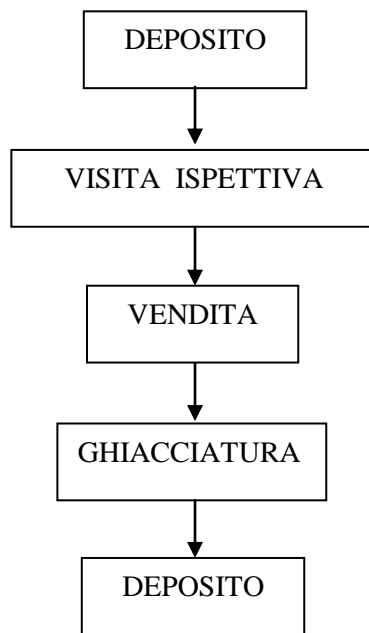 DEPOSITO
VISITA ISPETTIVA
VENDITA
GHIACCIATURA
DEPOSITO